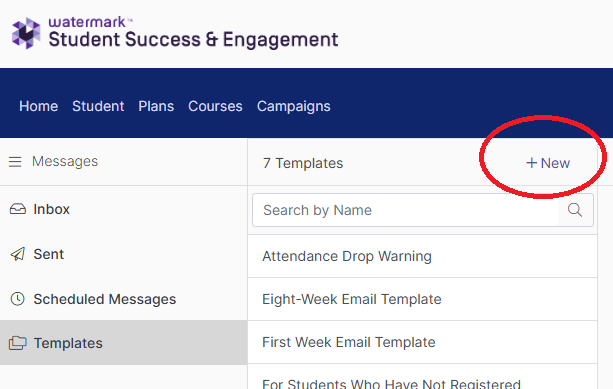 watermark™
Student Success & Engagement
Home Student Plans Courses Campaigns
Messages
7 Templates
+ New
Inbox
Sent
Scheduled Messages
Templates
Search by Name
Attendance Drop Warning
Eight-Week Email Template
First Week Email Template
For Students Who Have Not Registered